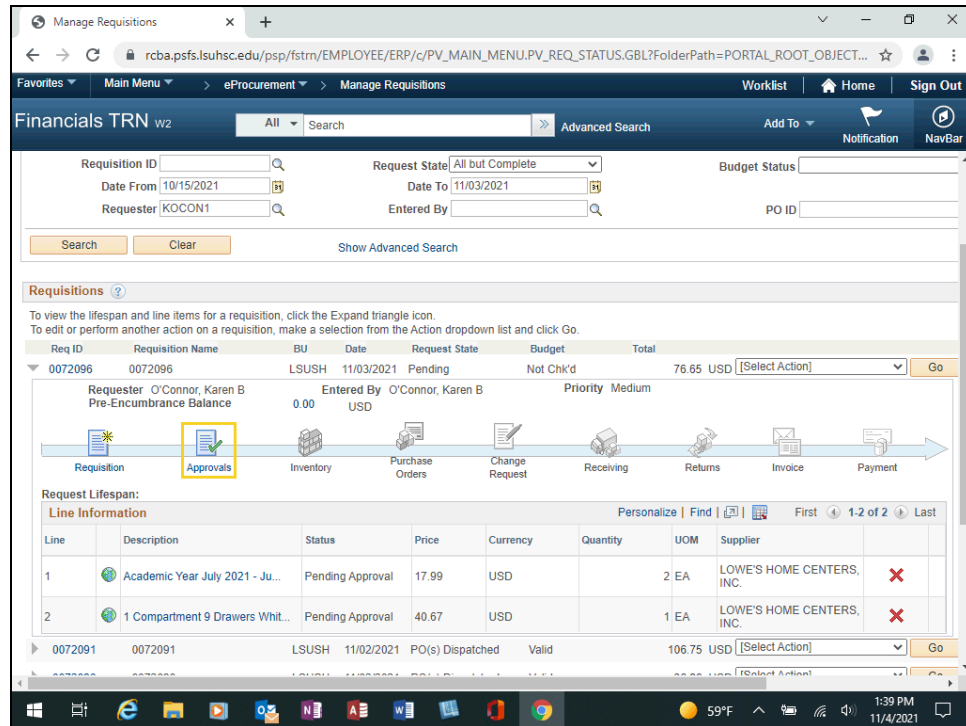 Manage Requisitions
rcba.psfs.lsuhsc.edu/psp/fstrn/EMPLOYEE/ERP/c/PV_MAIN_MENU.PV_REQ_STATUS.GBL?FolderPath=PORTAL_ROOT_OBJECT...
Favorites Main Menu > eProcurement > Manage Requisitions Worklist Home Sign Out
Financials TRN W2 All Search Advanced Search Add To Notification NavBar
Requisition ID Request State All but Complete Budget Status
Date From 10/15/2021 Date To 11/03/2021
Requester KOCON1 Entered By PO ID
Search Clear Show Advanced Search
Requisitions
To view the lifespan and line items for a requisition, click the Expand triangle icon.
To edit or perform another action on a requisition, make a selection from the Action dropdown list and click Go.
Req ID Requisition Name BU Date Request State Budget Total
0072096 0072096 LSUSH 11/03/2021 Pending Not Chk'd 76.65 USD [Select Action] Go
Requester O'Connor, Karen B Entered By O'Connor, Karen B Priority Medium
Pre-Encumbrance Balance 0.00 USD
Requisition Approvals Inventory Purchase Orders Change Request Receiving Returns Invoice Payment
Request Lifespan:
Line Information Personalize | Find | First 1-2 of 2 Last
Line Description Status Price Currency Quantity UOM Supplier
1 Academic Year July 2021 - Ju... Pending Approval 17.99 USD 2 EA LOWE'S HOME CENTERS, INC.
2 1 Compartment 9 Drawers Whit... Pending Approval 40.67 USD 1 EA LOWE'S HOME CENTERS, INC.
0072091 0072091 LSUSH 11/02/2021 PO(s) Dispatched Valid 106.75 USD [Select Action] Go
59°F 1:39 PM
11/4/2021